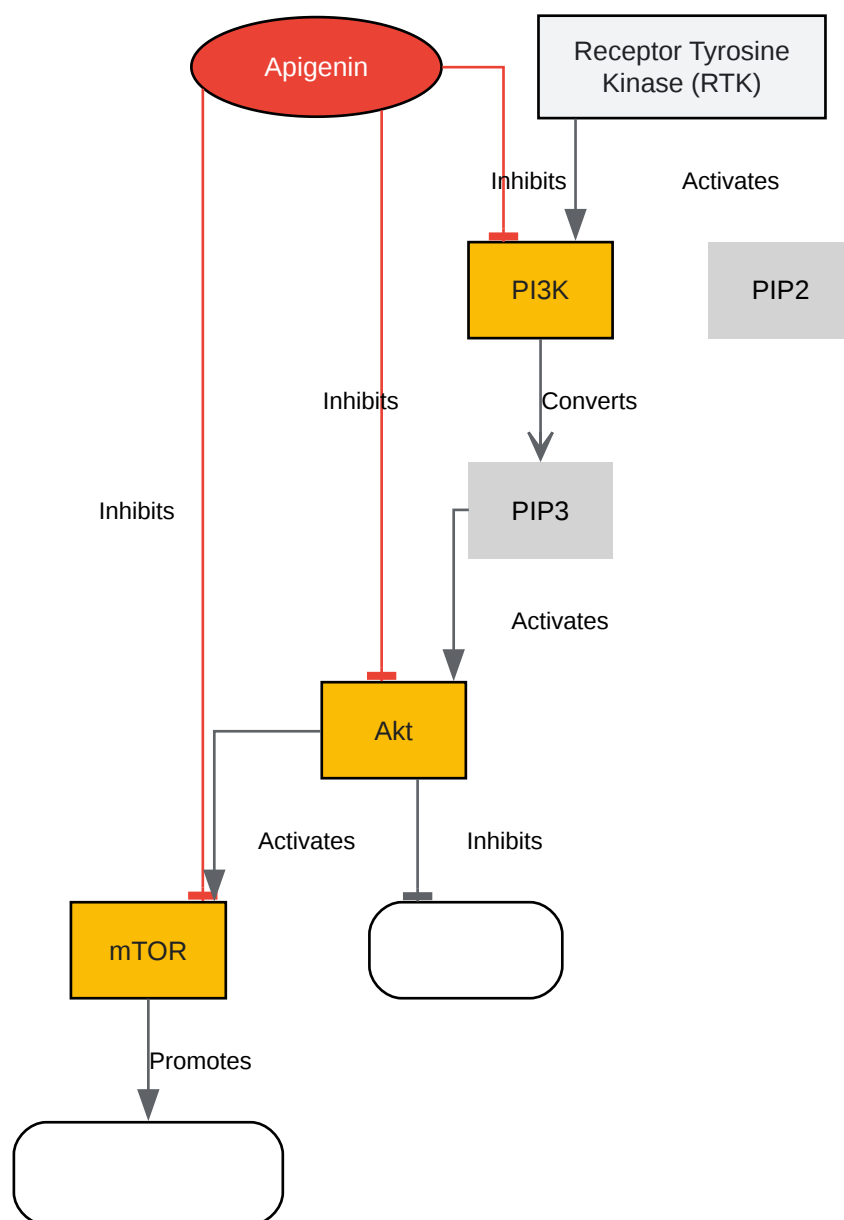 Apigenin
Receptor Tyrosine
Kinase (RTK)
Inhibits
Activates
PI3K
PIP2
Inhibits
Converts
Inhibits
PIP3
Activates
Akt
Activates
Inhibits
mTOR
Promotes